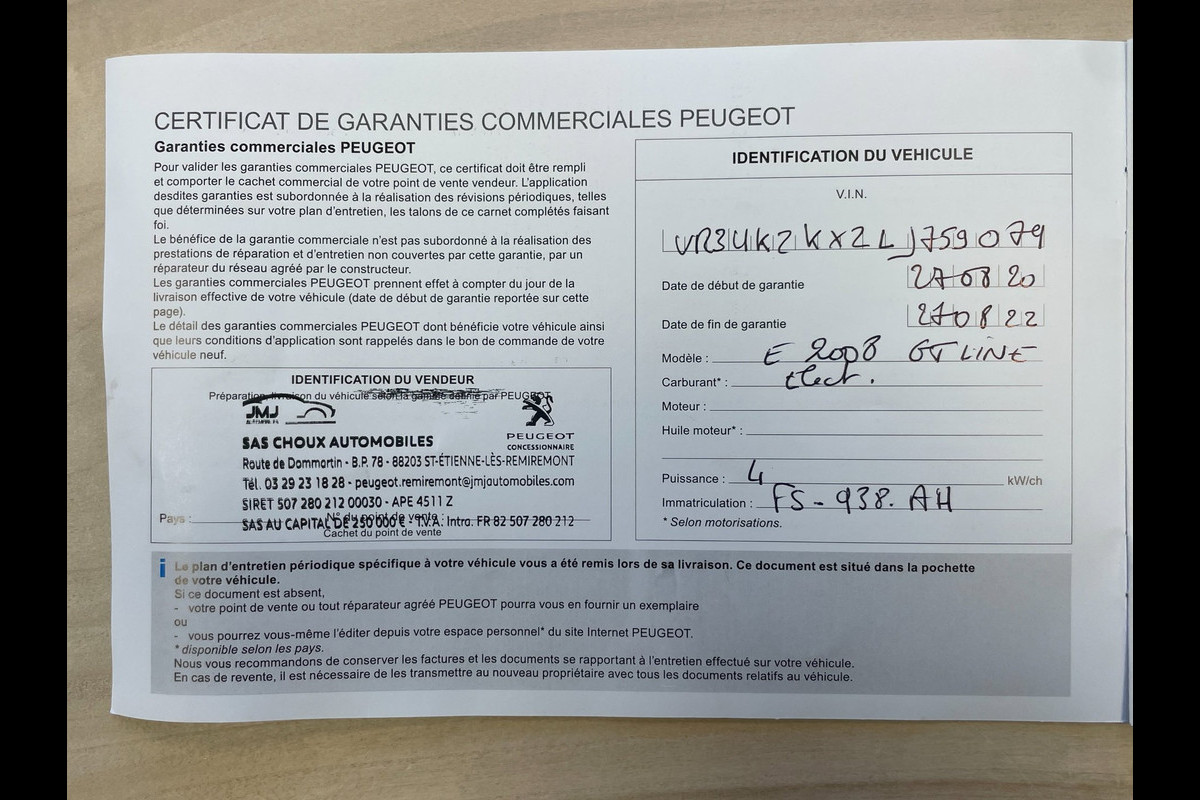 CERTIFICAT DE GARANTIES COMMERCIALES PEUGEOT
Garanties commerciales PEUGEOT
Pour valider les garanties commerciales PEUGEOT, ce certificat doit être rempli
et comporter le cachet commercial de votre point de vente vendeur. L'application
desdites garanties est subordonnée à la réalisation des révisions périodiques, telles
que déterminées sur votre plan d'entretien, les talons de ce carnet complétés faisant
foi.
Le bénéfice de la garantie commerciale n'est pas subordonné à la réalisation des
prestations de réparation et d'entretien non couvertes par cette garantie, par un
réparateur du réseau agréé par le constructeur.
Les garanties commerciales PEUGEOT prennent effet à compter du jour de la
livraison effective de votre véhicule (date de début de garantie reportée sur cette
page).
Le détail des garanties commerciales PEUGEOT dont bénéficie votre véhicule ainsi
que leurs conditions d'application sont rappelés dans le bon de commande de votre
véhicule neuf.
IDENTIFICATION DU VENDEUR
Préparation, livraison du véhicule selon la gamme définie par PEUGEOT
JMJ
PEUGEOT
CONCESSIONNAIRE
SAS CHOUX AUTOMOBILES
Route de Dommartin - B.P. 78 - 88203 ST-ÉTIENNE-LÈS-REMIREMONT
Tél. 03 29 23 18 28 - peugeot.remiremont@jmjautomobiles.com
SIRET 507 280 212 00030 - APE 4511 Z
Pays :
N° du point de vente :
SAS AU CAPITAL DE 250 000 € - T.V.A. Intra. FR 82 507 280 212
Cachet du point de vente
IDENTIFICATION DU VEHICULE
V.I.N.
VR3UKZKXZLJ759079
Date de début de garantie 27 08 20
Date de fin de garantie 27 08 22
Modèle : E 2008 GT LINE
Carburant* : Elect.
Moteur :
Huile moteur* :
Puissance : 4 kW/ch
Immatriculation : FS-938.AH
* Selon motorisations.
i Le plan d'entretien périodique spécifique à votre véhicule vous a été remis lors de sa livraison. Ce document est situé dans la pochette
de votre véhicule.
Si ce document est absent,
- votre point de vente ou tout réparateur agréé PEUGEOT pourra vous en fournir un exemplaire
ou
- vous pourrez vous-même l'éditer depuis votre espace personnel* du site Internet PEUGEOT.
* disponible selon les pays.
Nous vous recommandons de conserver les factures et les documents se rapportant à l'entretien effectué sur votre véhicule.
En cas de revente, il est nécessaire de les transmettre au nouveau propriétaire avec tous les documents relatifs au véhicule.